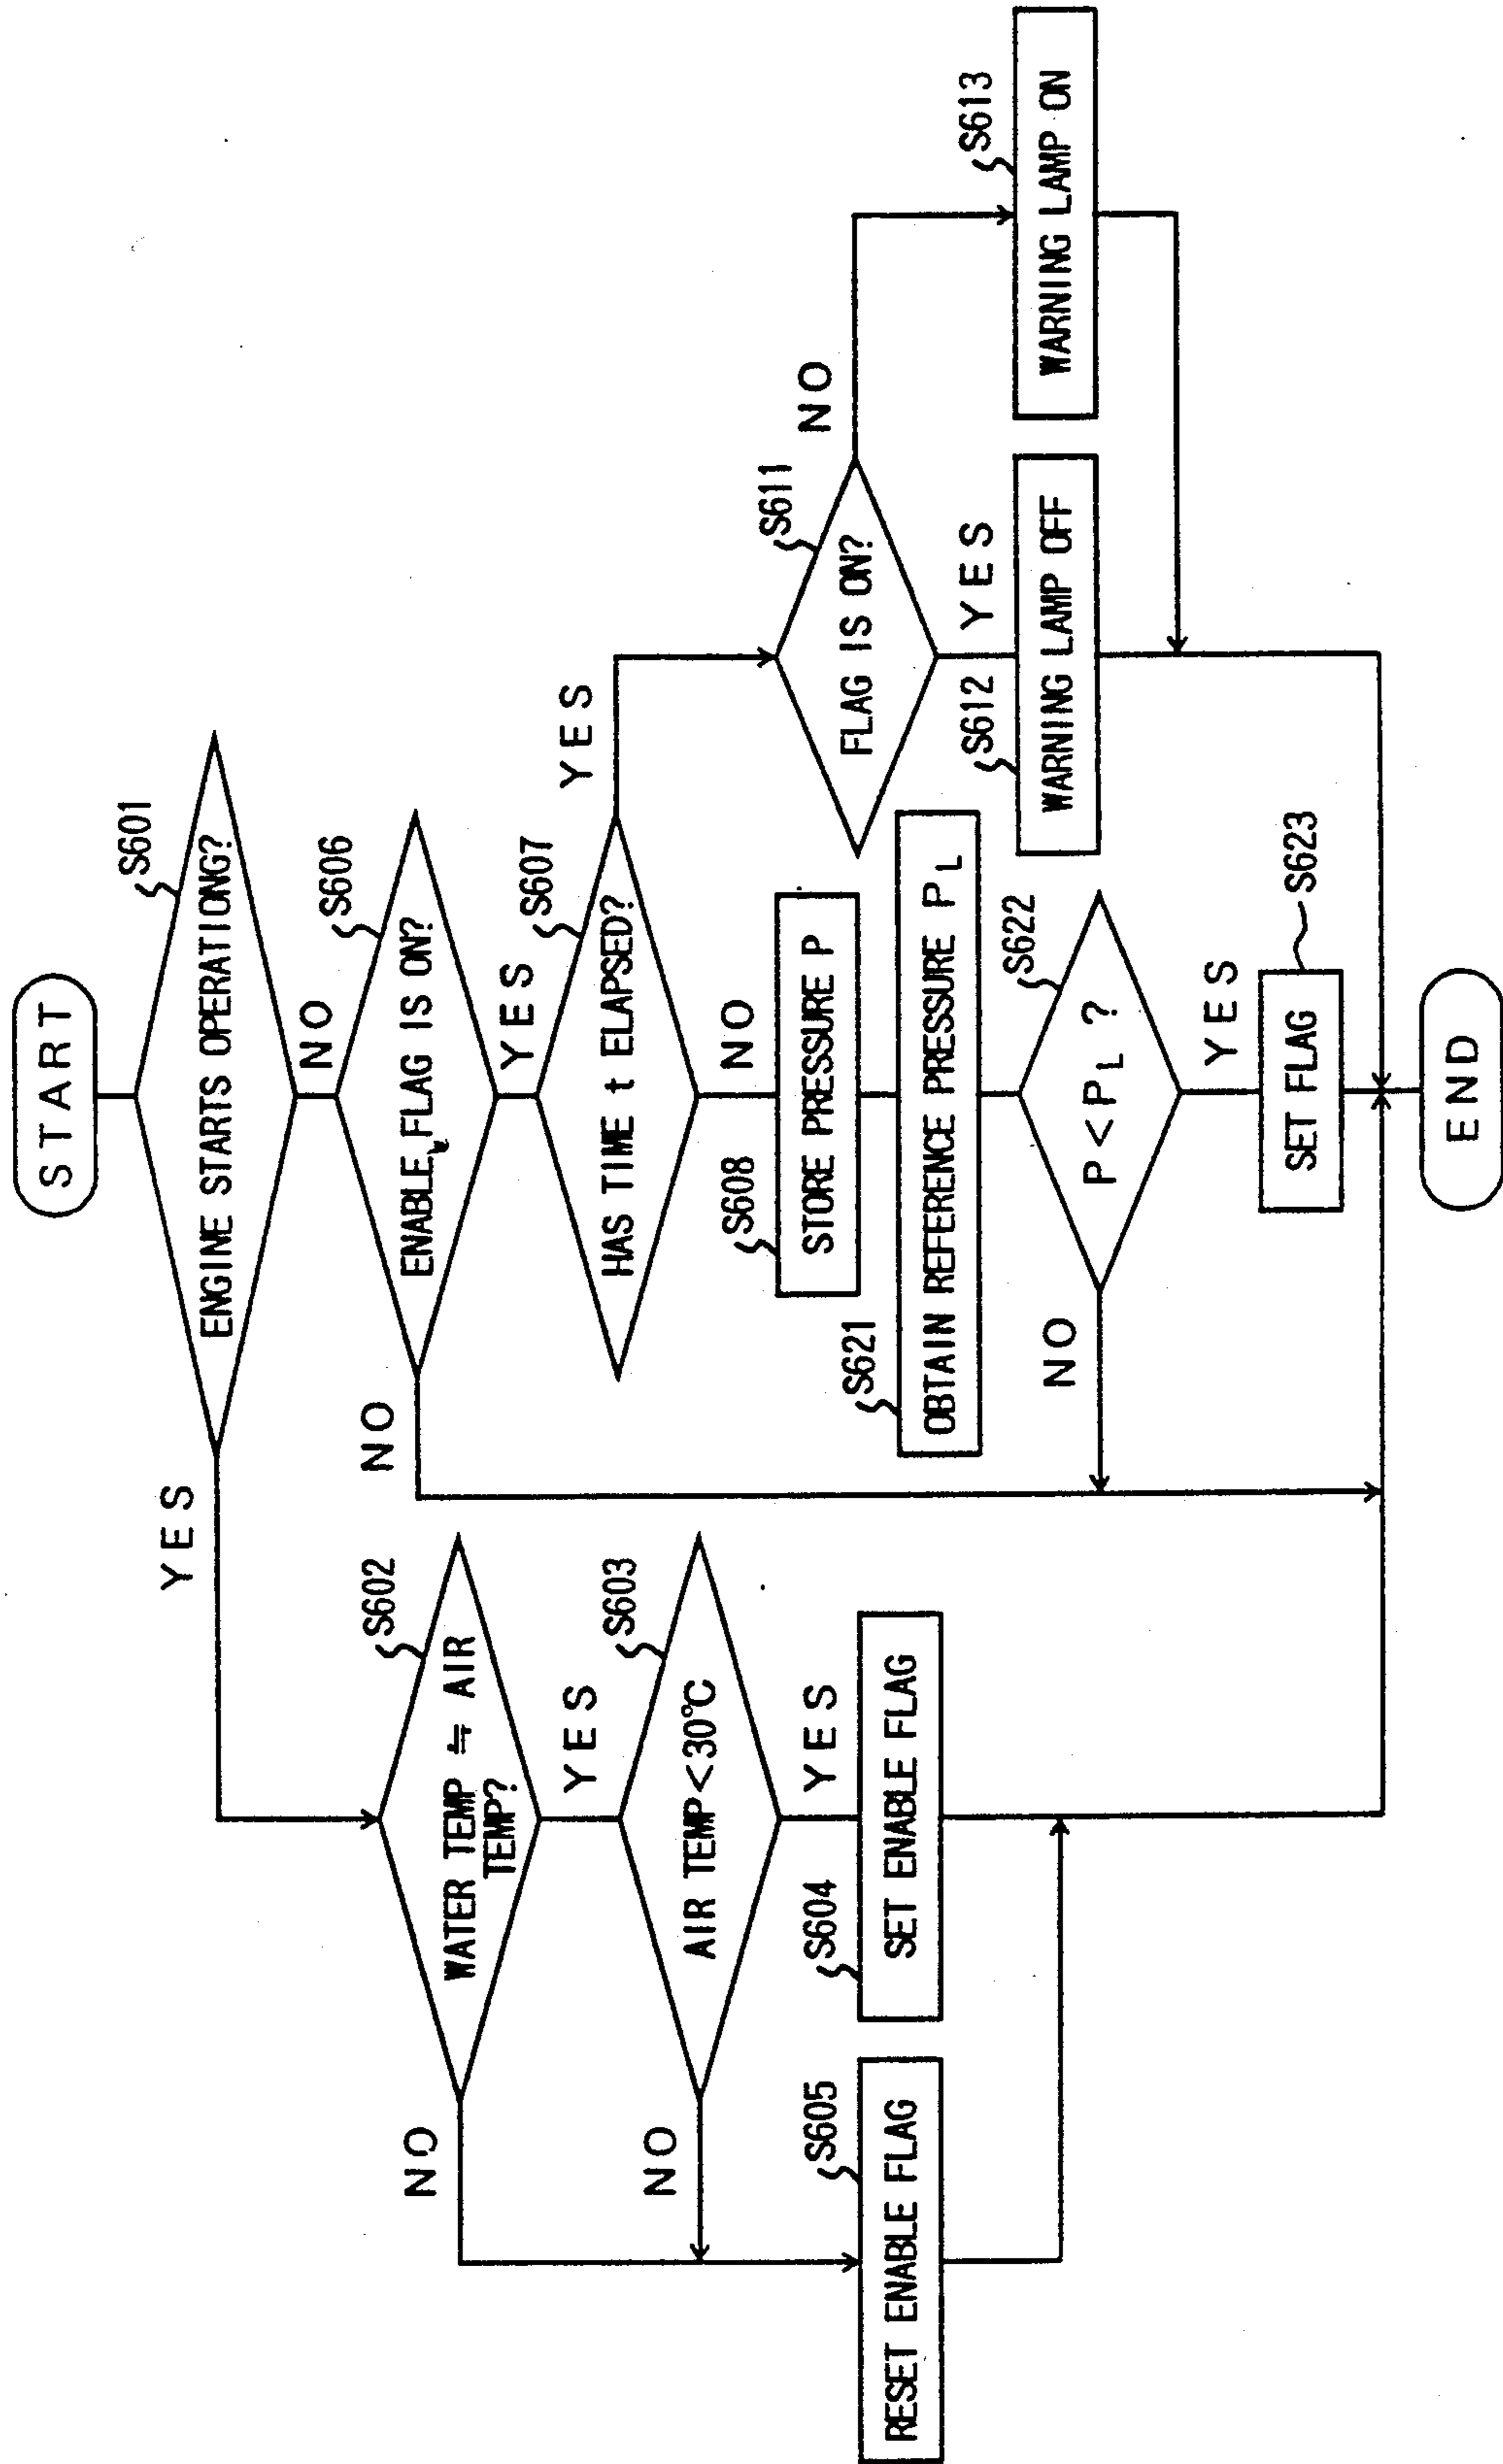 START
S601
ENGINE STARTS OPERATIONG?
YES
NO
S602
WATER TEMP ≒ AIR
TEMP?
NO
YES
S603
AIR TEMP<30°C
NO
YES
S604
SET ENABLE FLAG
S605
RESET ENABLE FLAG
S606
ENABLE FLAG IS ON?
NO
YES
S607
HAS TIME t ELAPSED?
YES
NO
S608
STORE PRESSURE P
S621
OBTAIN REFERENCE PRESSURE PL
S622
P<PL ?
NO
YES
S623
SET FLAG
S611
FLAG IS ON?
NO
YES
S612
WARNING LAMP OFF
S613
WARNING LAMP ON
END